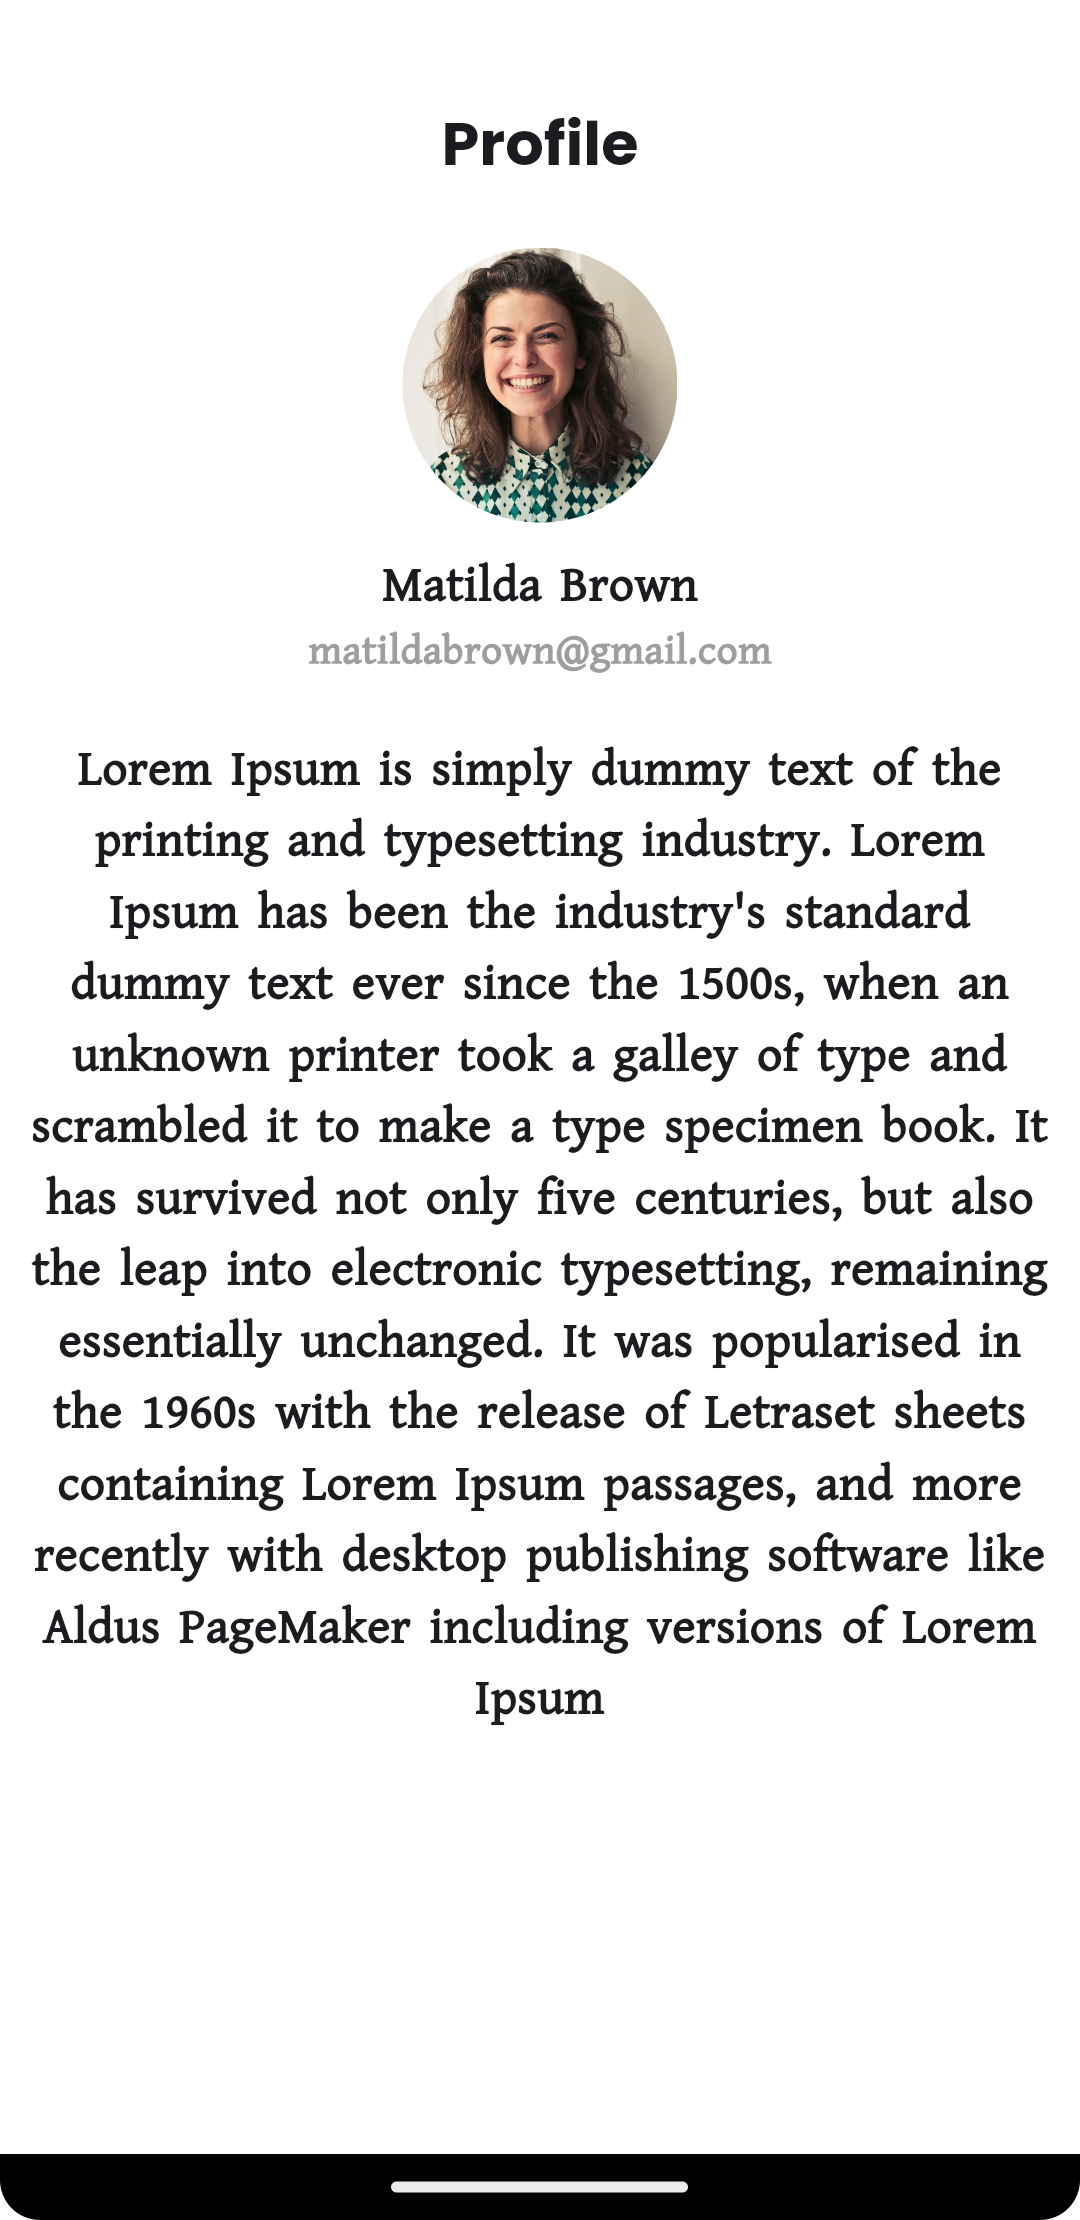 Profile
Matilda Brown
matildabrown@gmail.com
Lorem Ipsum is simply dummy text of the
printing and typesetting industry. Lorem
Ipsum has been the industry's standard
dummy text ever since the 1500s, when an
unknown printer took a galley of type and
scrambled it to make a type specimen book. It
has survived not only five centuries, but also
the leap into electronic typesetting, remaining
essentially unchanged. It was popularised in
the 1960s with the release of Letraset sheets
containing Lorem Ipsum passages, and more
recently with desktop publishing software like
Aldus PageMaker including versions of Lorem
Ipsum